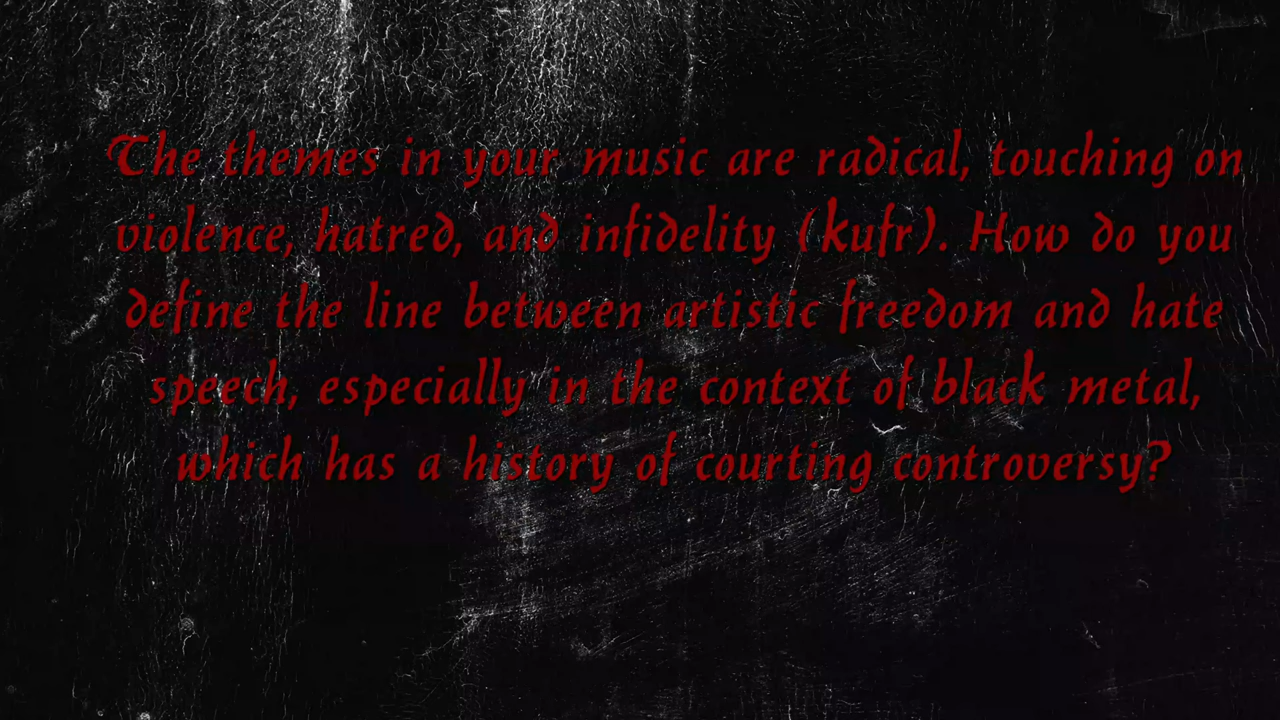 The themes in your music are radical, touching on
violence, hatred, and infidelity (kufr). How do you
define the line between artistic freedom and hate
speech, especially in the context of black metal,
which has a history of courting controversy?